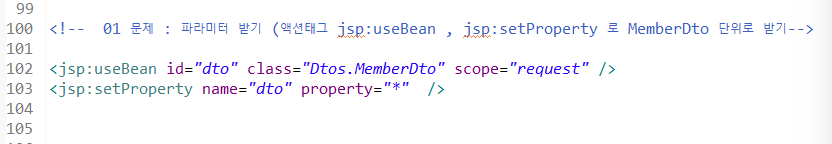 99
100 <!--  01 문제 : 파라미터 받기 (액션태그 jsp:useBean , jsp:setProperty 로 MemberDto 단위로 받기-->
101
102 <jsp:useBean id="dto" class="Dtos.MemberDto" scope="request" />
103 <jsp:setProperty name="dto" property="*"  />
104
105